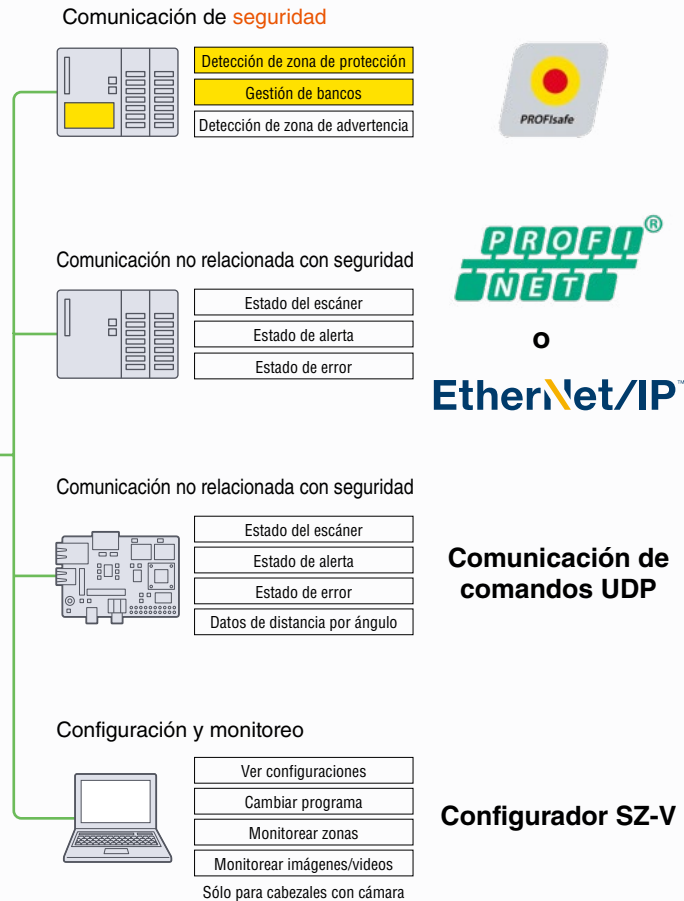 Comunicación de seguridad
Detección de zona de protección
Gestión de bancos
Detección de zona de advertencia
PROFIsafe
Comunicación no relacionada con seguridad
Estado del escáner
Estado de alerta
Estado de error
PROFI®
NET
o
EtherNet/IP™
Comunicación no relacionada con seguridad
Estado del escáner
Estado de alerta
Estado de error
Datos de distancia por ángulo
Comunicación de
comandos UDP
Configuración y monitoreo
Ver configuraciones
Cambiar programa
Monitorear zonas
Monitorear imágenes/videos
Sólo para cabezales con cámara
Configurador SZ-V